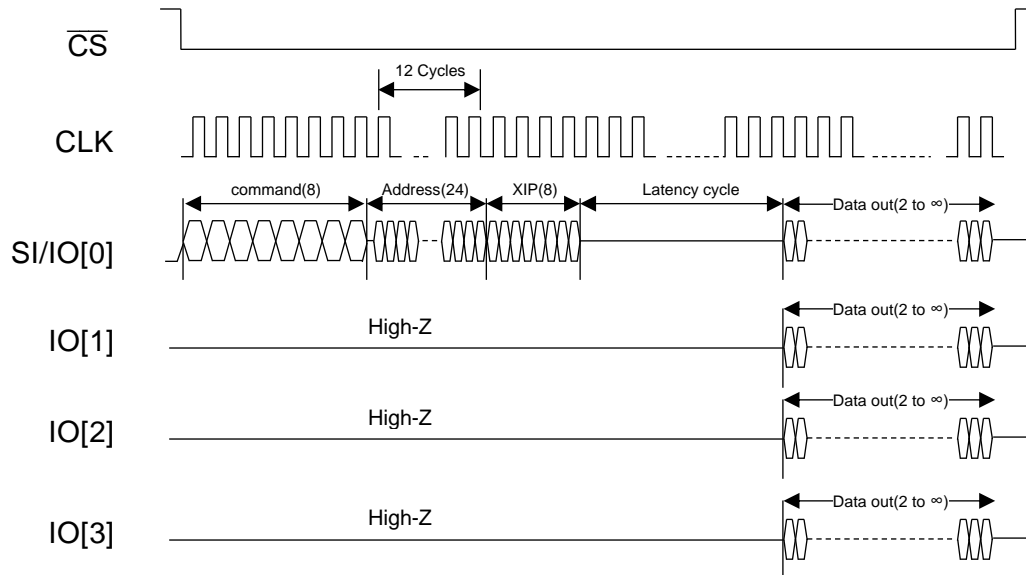 CS
12 Cycles
CLK
command(8)
Address(24)
XIP(8)
Latency cycle
Data out(2 to ∞)
SI/IO[0]
Data out(2 to ∞)
High-Z
IO[1]
Data out(2 to ∞)
High-Z
IO[2]
Data out(2 to ∞)
High-Z
IO[3]